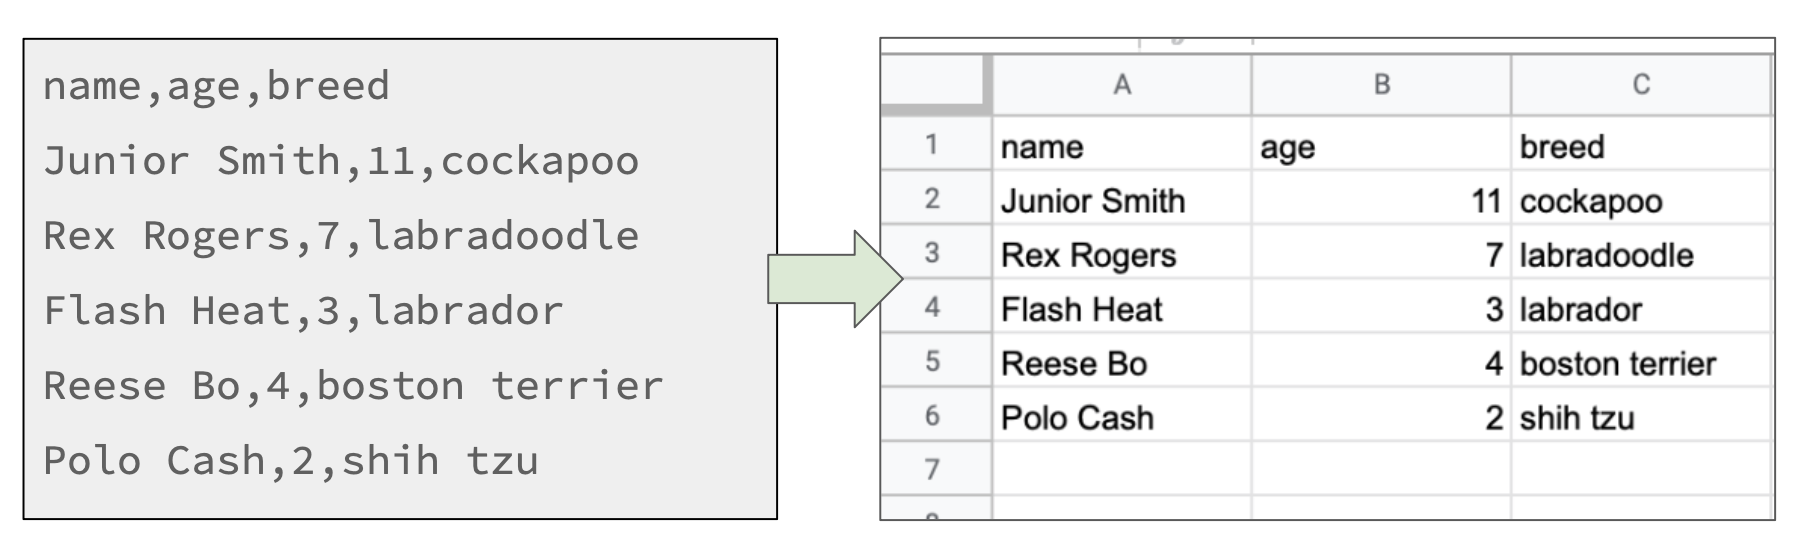 name,age,breed
Junior Smith,11,cockapoo
Rex Rogers,7,labradoodle
Flash Heat,3,labrador
Reese Bo,4,boston terrier
Polo Cash,2,shih tzu
A B C
1 name age breed
2 Junior Smith 11 cockapoo
3 Rex Rogers 7 labradoodle
4 Flash Heat 3 labrador
5 Reese Bo 4 boston terrier
6 Polo Cash 2 shih tzu
7